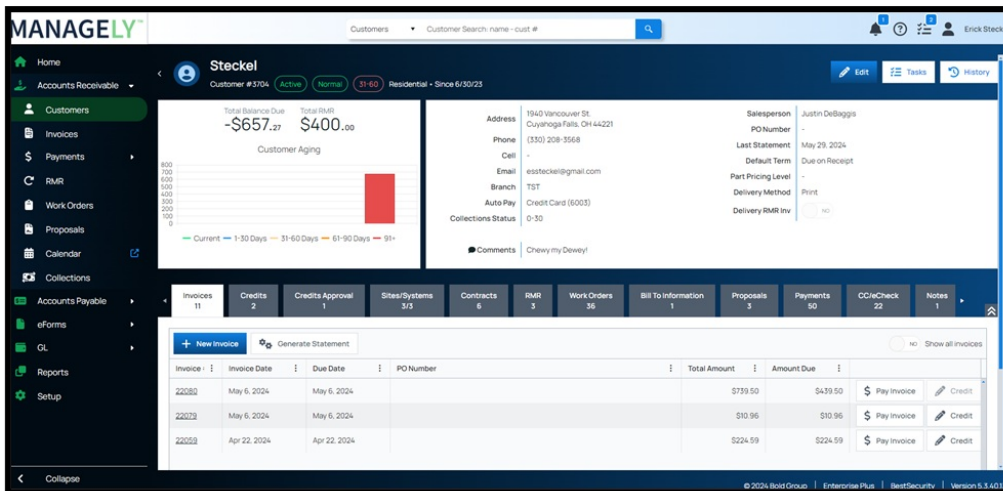 MANAGELY™
Customers
Customer Search: name - cust #
1
2
Erick Steck
Home
Accounts Receivable
Customers
Invoices
Payments
RMR
Work Orders
Proposals
Calendar
Collections
Accounts Payable
eForms
GL
Reports
Setup
Collapse
Steckel
Customer #3704 Active Normal 31-60 Residential • Since 6/30/23
Edit
Tasks
History
Total Balance Due Total RMR
-$657.27 $400.00
Customer Aging
800
700
600
500
400
300
200
100
0
Current 1-30 Days 31-60 Days 61-90 Days 91+
Address 1940 Vancouver St,
Cuyahoga Falls, OH 44221
Phone (330) 208-3568
Cell -
Email essteckel@gmail.com
Branch TST
Auto Pay Credit Card (6003)
Collections Status 0-30
Comments Chewy my Dewey!
Salesperson Justin DeBaggis
PO Number -
Last Statement May 29, 2024
Default Term Due on Receipt
Part Pricing Level -
Delivery Method Print
Delivery RMR Inv NO
Invoices 11
Credits 2
Credits Approval 1
Sites/Systems 3/3
Contracts 6
RMR 3
Work Orders 36
Bill To Information 1
Proposals 3
Payments 50
CC/eCheck 22
Notes 1
+ New Invoice Generate Statement NO Show all invoices
Invoice Invoice Date Due Date PO Number Total Amount Amount Due
22080 May 6, 2024 May 6, 2024 $739.50 $439.50 $ Pay Invoice Credit
22079 May 6, 2024 May 6, 2024 $10.96 $10.96 $ Pay Invoice Credit
22059 Apr 22, 2024 Apr 22, 2024 $224.59 $224.59 $ Pay Invoice Credit
© 2024 Bold Group | Enterprise Plus | BestSecurity | Version 5.3.40.1